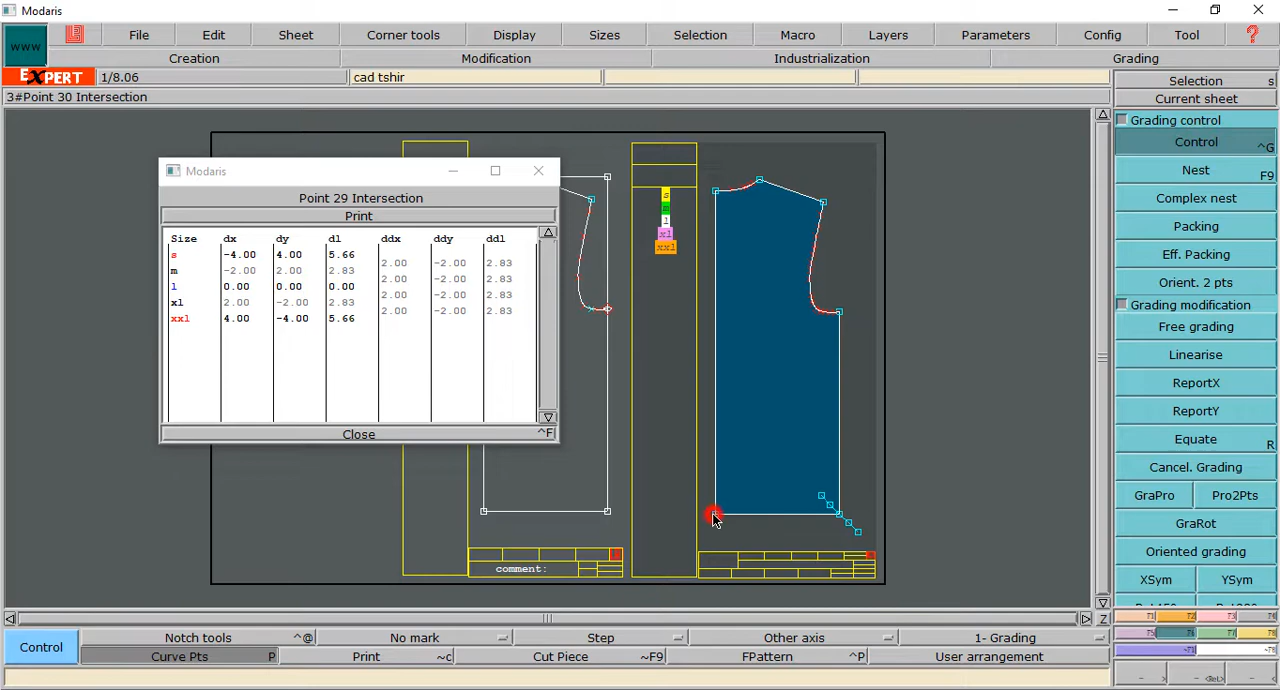 Modaris
www
File Edit Sheet Corner tools Display Sizes Selection Macro Layers Parameters Config Tool ?
Creation Modification Industrialization Grading
ExPERT 1/8.06 cad tshir
3#Point 30 Intersection
Selection s
Current sheet
Grading control
Control ^G
Nest F9
Complex nest
Packing
Eff. Packing
Orient. 2 pts
Grading modification
Free grading
Linearise
ReportX
ReportY
Equate R
Cancel. Grading
GraPro Pro2Pts
GraRot
Oriented grading
XSym YSym
Modaris
Point 29 Intersection
Print
Size dx dy dl ddx ddy ddl
s -4.00 4.00 5.66
2.00 -2.00 2.83
m -2.00 2.00 2.83
2.00 -2.00 2.83
l 0.00 0.00 0.00
2.00 -2.00 2.83
xl 2.00 -2.00 2.83
2.00 -2.00 2.83
xxl 4.00 -4.00 5.66
Close ^F
s
m
l
xl
xxl
comment:
Z
Control
Notch tools ^@ No mark Step Other axis 1- Grading
Curve Pts P Print ~c Cut Piece ~F9 FPattern ^P User arrangement